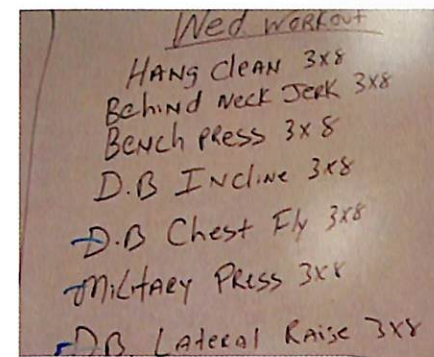 Wed Workout
Hang Clean 3x8
Behind Neck Jerk 3x8
Bench Press 3x8
D.B Incline 3x8
D.B Chest Fly 3x8
Military Press 3x8
D.B. Lateral Raise 3x8